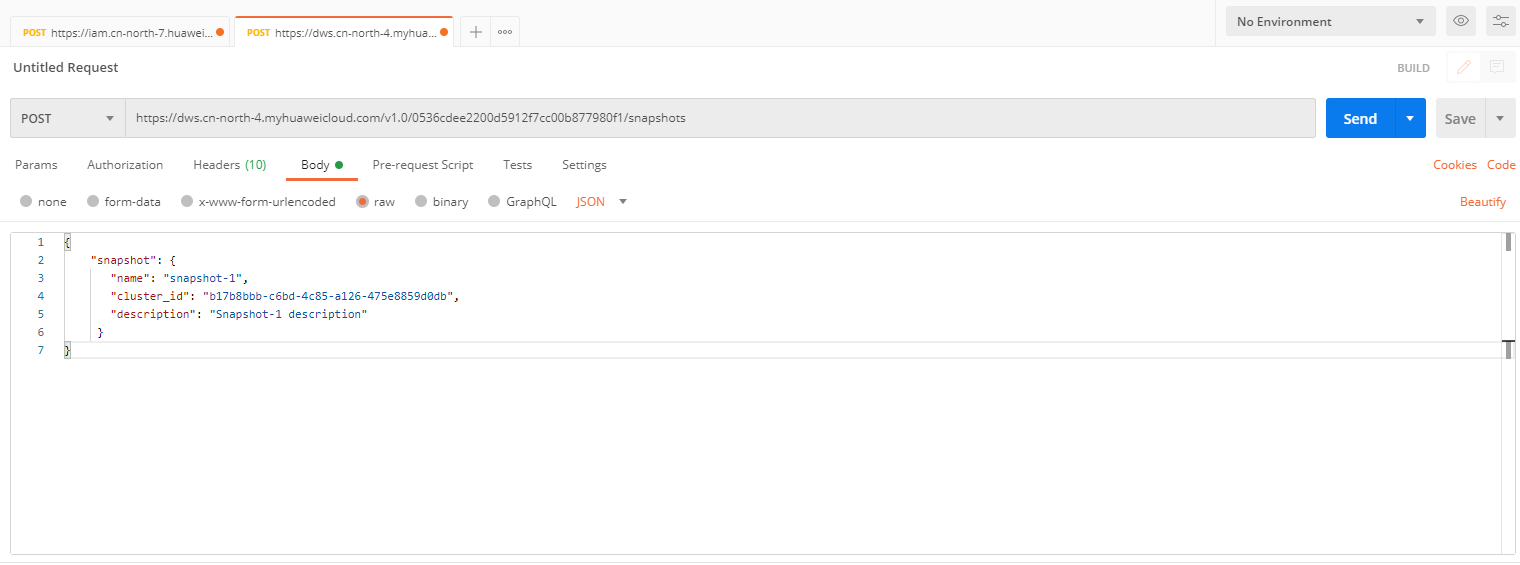 POST https://iam.cn-north-7.huawei... POST https://dws.cn-north-4.myhua... No Environment
Untitled Request BUILD
POST https://dws.cn-north-4.myhuaweicloud.com/v1.0/0536cdee2200d5912f7cc00b877980f1/snapshots Send Save
Params Authorization Headers (10) Body Pre-request Script Tests Settings Cookies Code
none form-data x-www-form-urlencoded raw binary GraphQL JSON Beautify
1 {
2 "snapshot": {
3 "name": "snapshot-1",
4 "cluster_id": "b17b8bbb-c6bd-4c85-a126-475e8859d0db",
5 "description": "Snapshot-1 description"
6 }
7 }